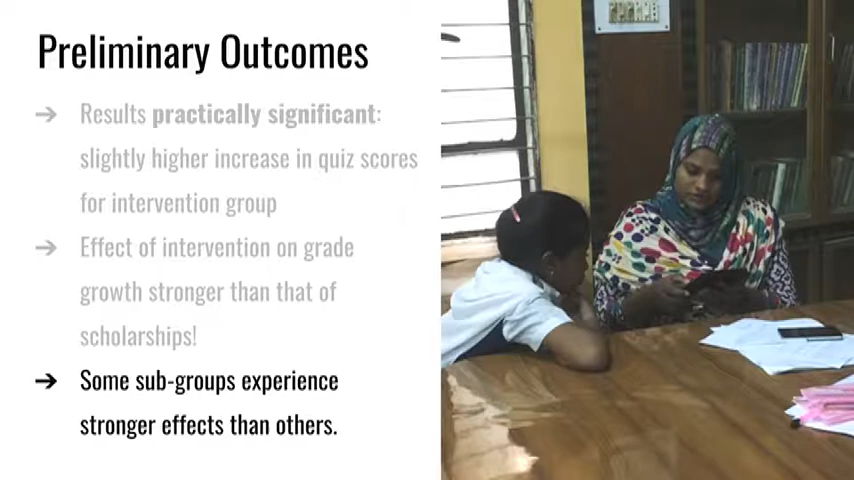 Preliminary Outcomes
➔ Results practically significant:
slightly higher increase in quiz scores
for intervention group
➔ Effect of intervention on grade
growth stronger than that of
scholarships!
➔ Some sub-groups experience
stronger effects than others.